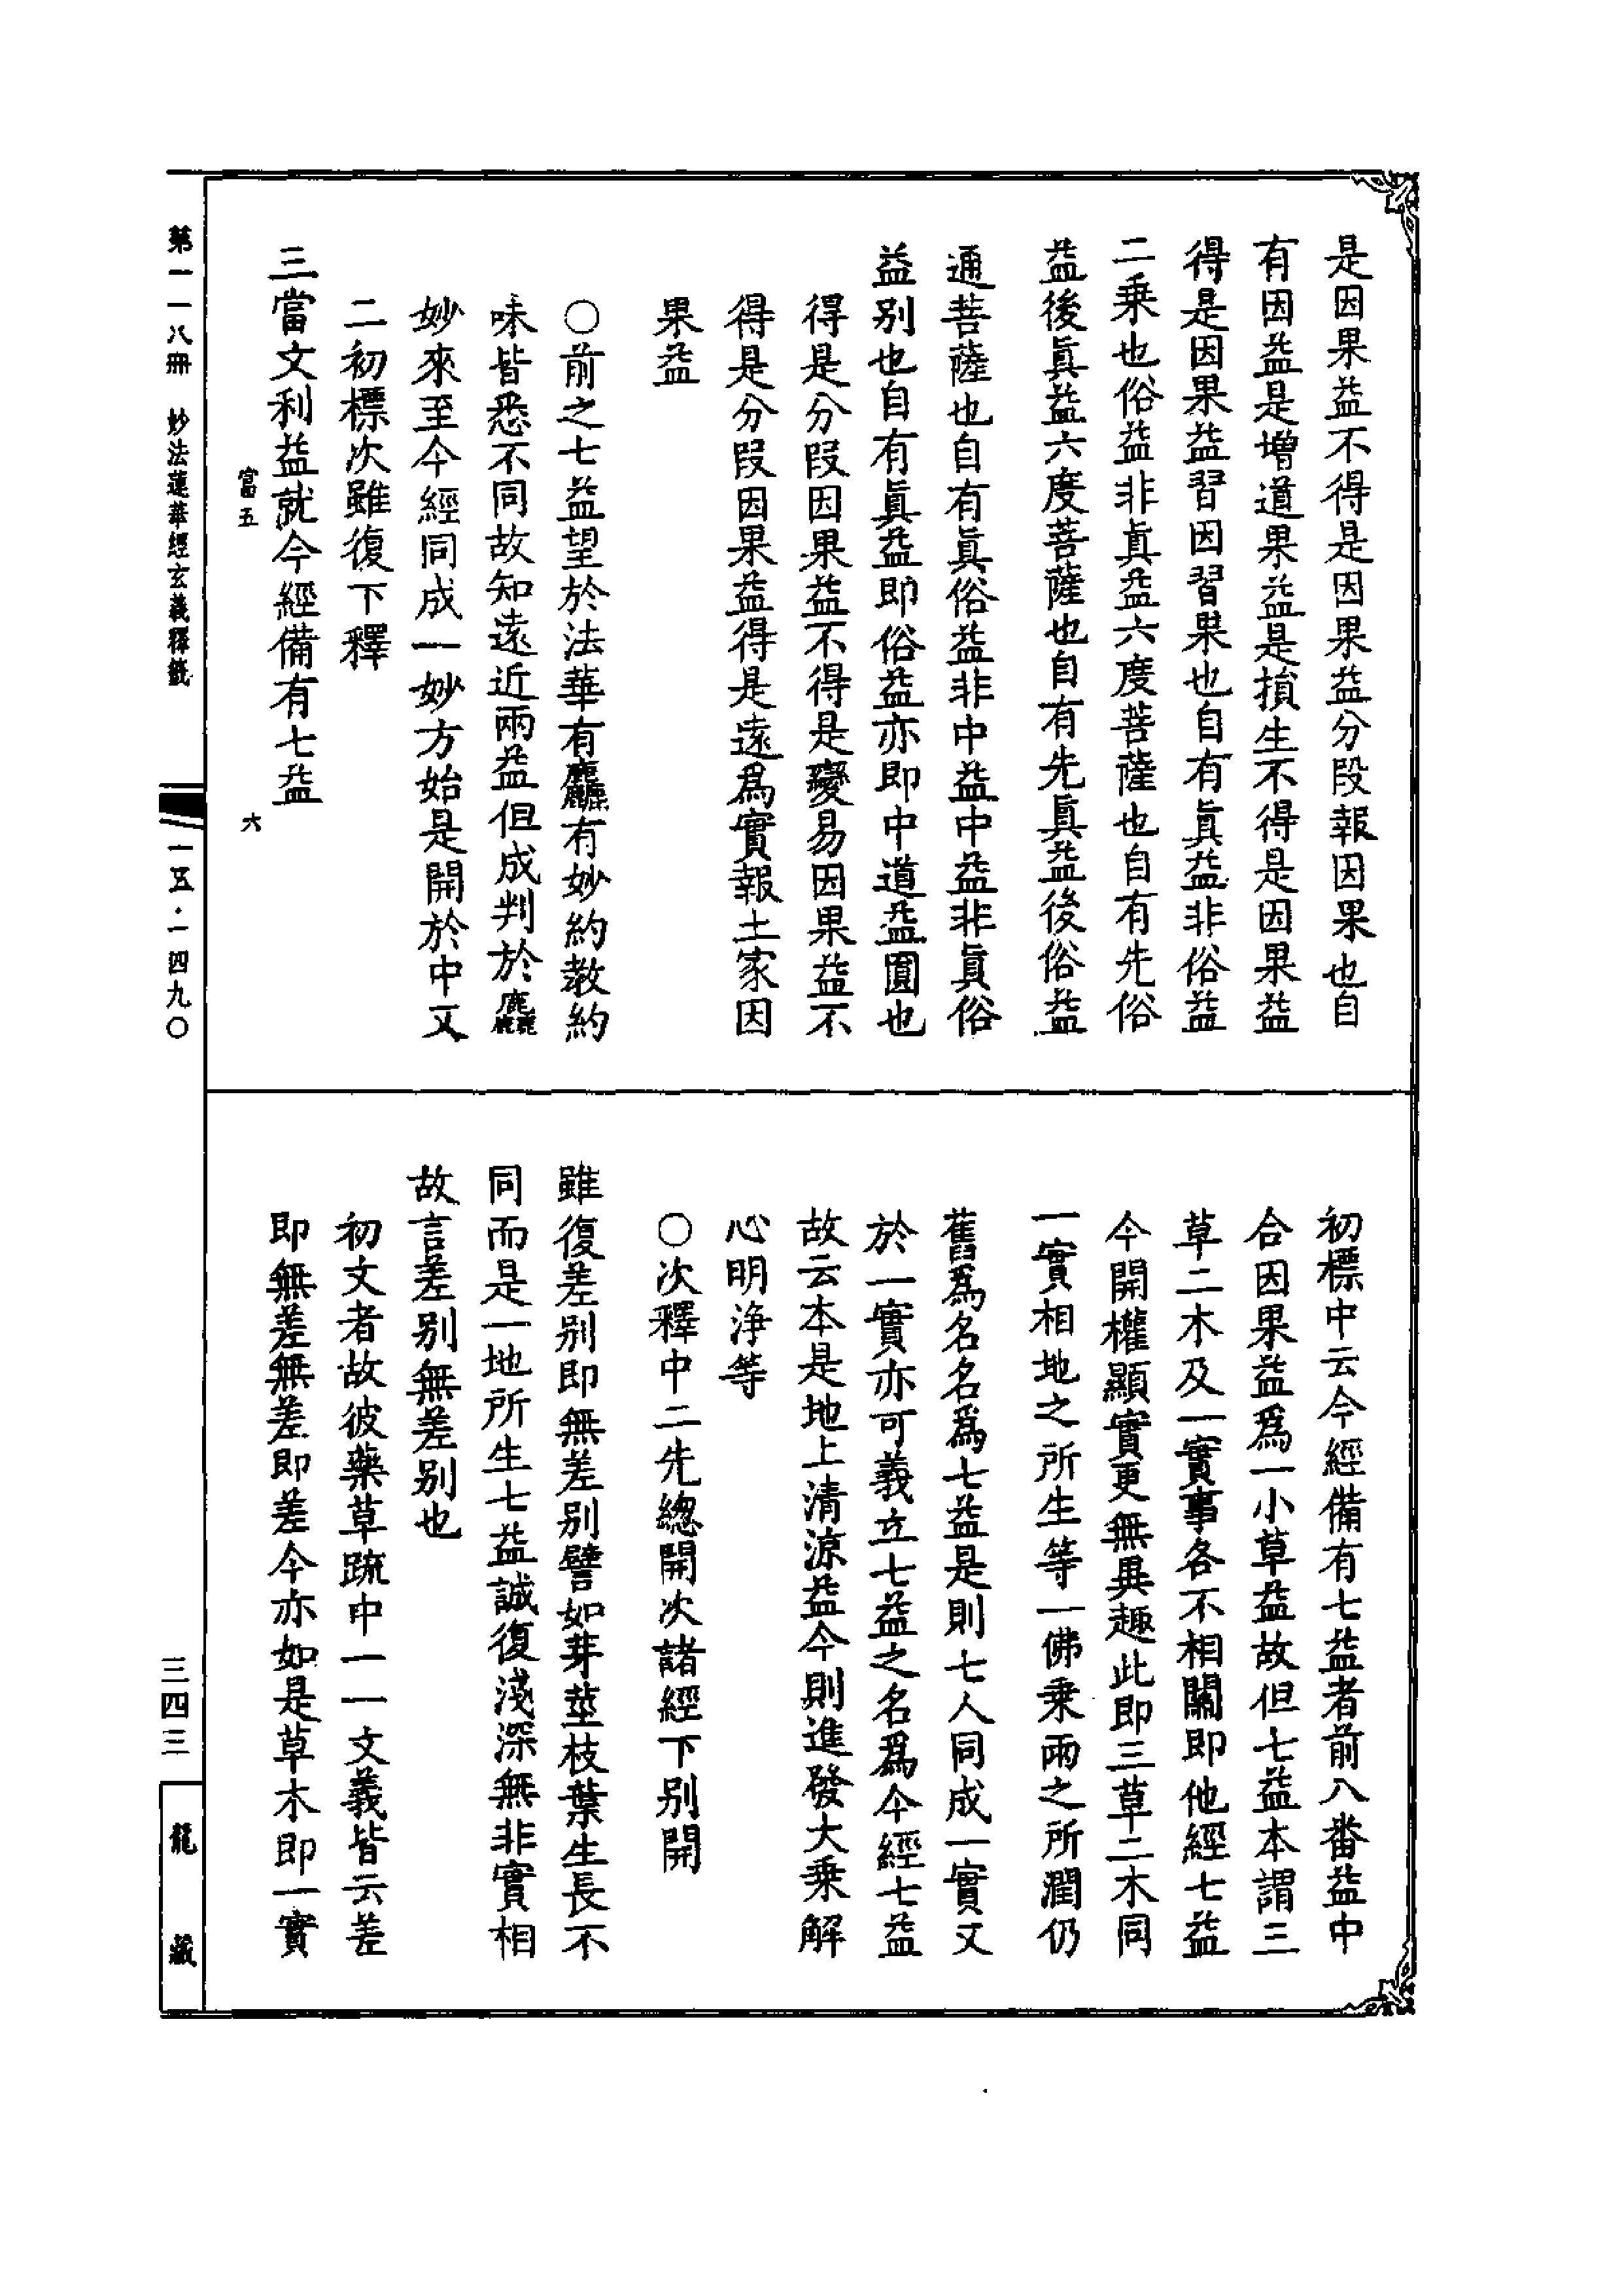 是因果益不得是因果益分段報因果也自
有因益是增道果益是損生不得是因果益
得是因果益習因習果也自有眞益非俗益
二乘也俗益非眞益六度菩薩也自有先俗
益後眞益六度菩薩也自有先眞益後俗益
通菩薩也自有眞俗益非中益中益非眞俗
益別也自有眞益即俗益亦即中道益圓也
得是分段因果益不得是變易因果益不
得是分段因果益得是遠爲實報土家因
果益
○前之七益望於法華有麤有妙約教約
味皆悉不同故知遠近兩益但成判於麤
妙來至今經同成一妙方始是開於中又
二初標次雖復下釋
三當文利益就今經備有七益
富五 六
初標中云今經備有七益者前八番益中
合因果益爲一小草益故但七益本謂三
草二木及一實事各不相關即他經七益
今開權顯實更無異趣此即三草二木同
一實相地之所生等一佛乘雨之所潤仍
舊爲名名爲七益是則七人同成一實又
於一實亦可義立七益之名爲今經七益
故云本是地上清涼益今則進發大乘解
心明淨等
○次釋中二先總開次諸經下別開
雖復差別即無差別譬如芽莖枝葉生長不
同而是一地所生七益誠復淺深無非實相
故言差別無差別也
初文者故彼藥草疏中一一文義皆云差
即無差無差即差今亦如是草木即一實
第一一八冊 妙法蓮華經玄義釋籤 一五·一四九〇 三四三 龍藏